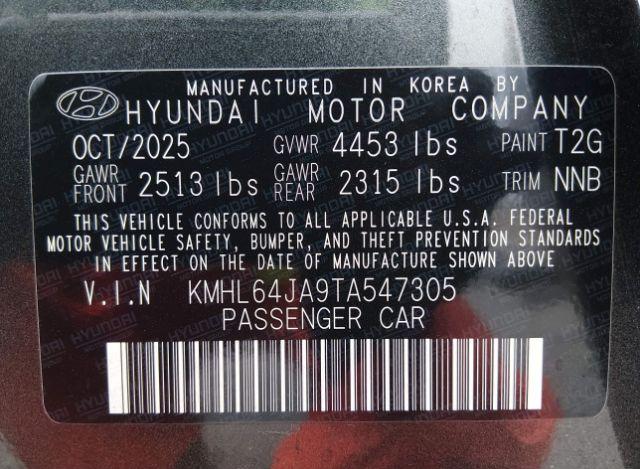 MANUFACTURED IN KOREA BY
HYUNDAI MOTOR COMPANY
OCT/2025 GVWR 4453 lbs PAINT T2G
GAWR FRONT 2513 lbs GAWR REAR 2315 lbs TRIM NNB
THIS VEHICLE CONFORMS TO ALL APPLICABLE U.S.A. FEDERAL
MOTOR VEHICLE SAFETY, BUMPER, AND THEFT PREVENTION STANDARDS
IN EFFECT ON THE DATE OF MANUFACTURE SHOWN ABOVE
V.I.N KMHL64JA9TA547305
PASSENGER CAR